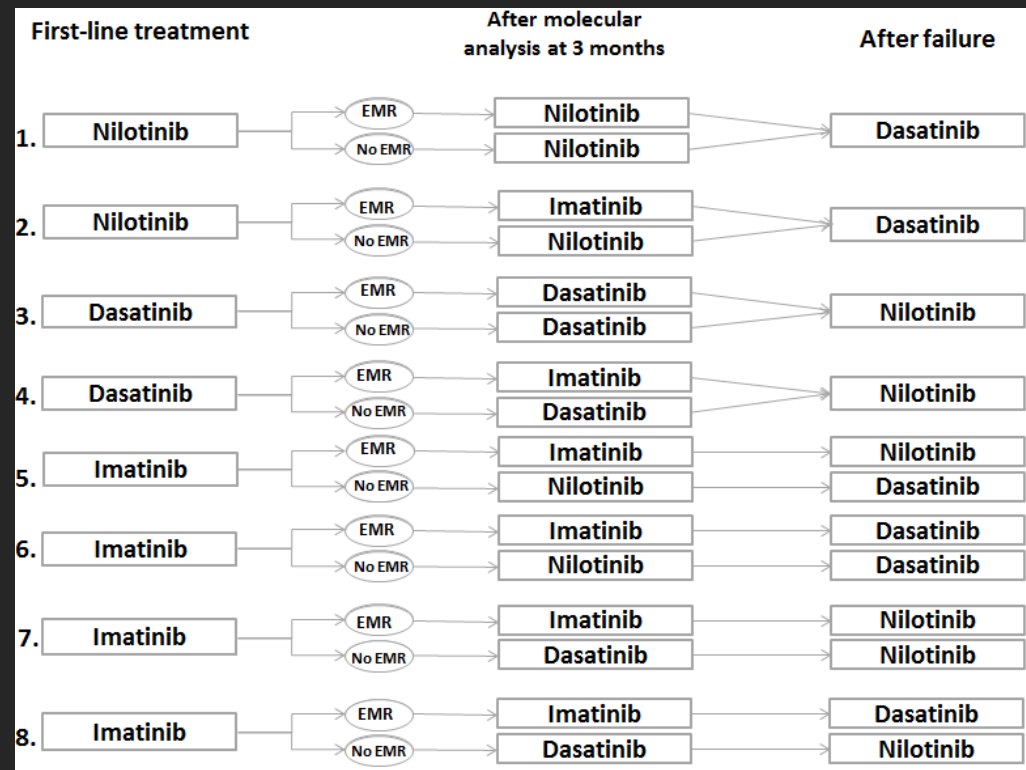 First-line treatment
After molecular
analysis at 3 months
After failure
1.
Nilotinib
EMR
No EMR
Nilotinib
Nilotinib
Dasatinib
2.
Nilotinib
EMR
No EMR
Imatinib
Nilotinib
Dasatinib
3.
Dasatinib
EMR
No EMR
Dasatinib
Dasatinib
Nilotinib
4.
Dasatinib
EMR
No EMR
Imatinib
Dasatinib
Nilotinib
5.
Imatinib
EMR
Imatinib
Nilotinib
No EMR
Nilotinib
Dasatinib
6.
Imatinib
EMR
Imatinib
Dasatinib
No EMR
Nilotinib
Dasatinib
7.
Imatinib
EMR
Imatinib
Nilotinib
No EMR
Dasatinib
Nilotinib
8.
Imatinib
EMR
Imatinib
Dasatinib
No EMR
Dasatinib
Nilotinib